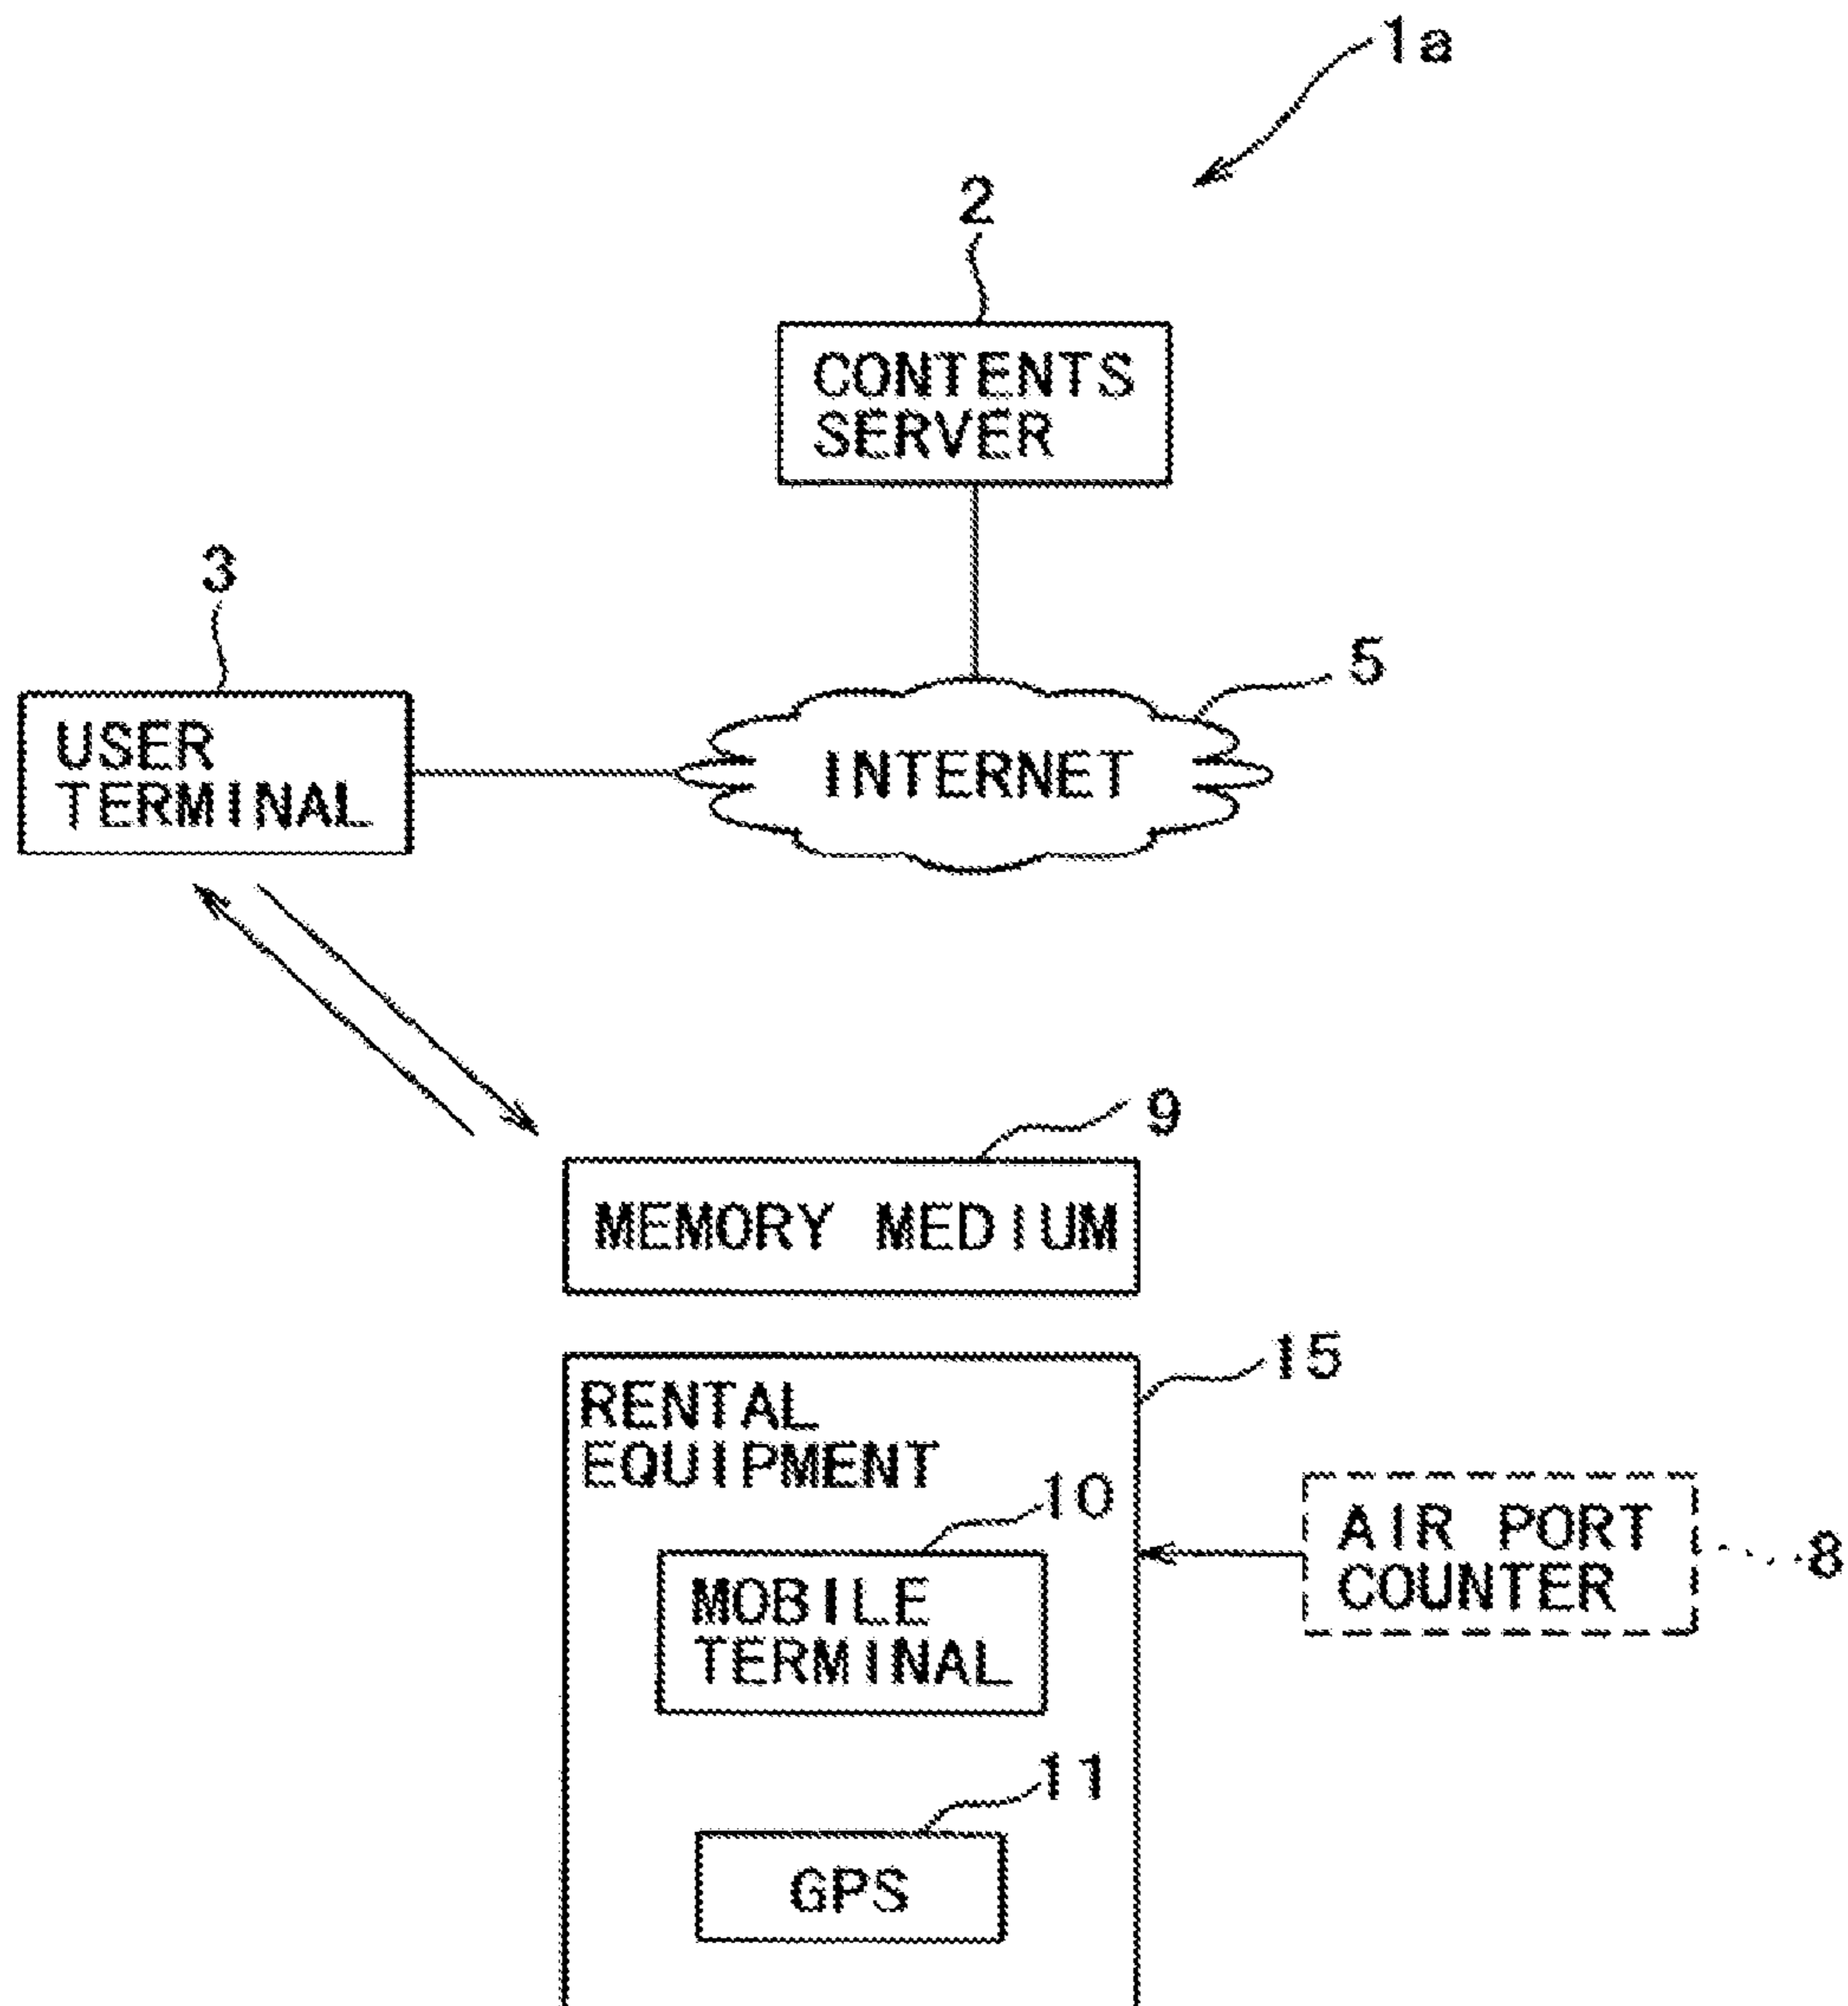 1a
2
CONTENTS
SERVER
3
5
USER
TERMINAL
INTERNET
9
MEMORY MEDIUM
15
RENTAL
EQUIPMENT
10
AIR PORT
COUNTER
8
MOBILE
TERMINAL
11
GPS